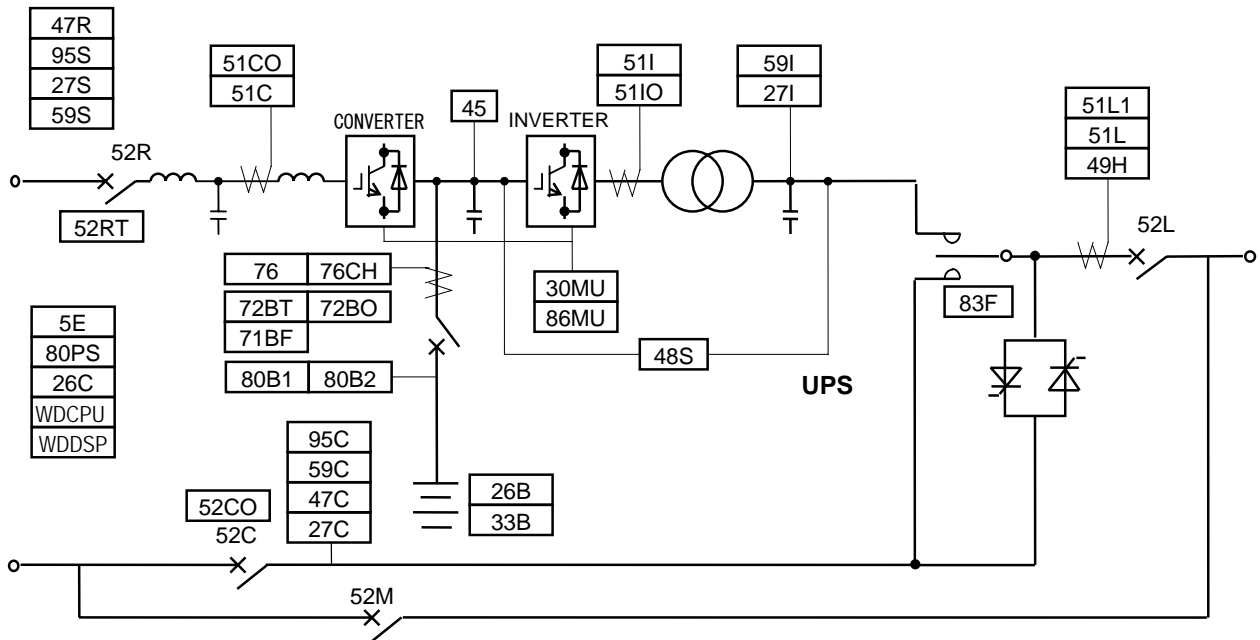 47R
95S
27S
59S
52R
52RT
51CO
51C
CONVERTER
45
INVERTER
51I
51IO
59I
27I
51L1
51L
49H
52L
76 76CH
72BT 72BO
71BF
80B1 80B2
30MU
86MU
48S
83F
UPS
5E
80PS
26C
WDCPU
WDDSP
95C
59C
47C
27C
26B
33B
52CO
52C
52M